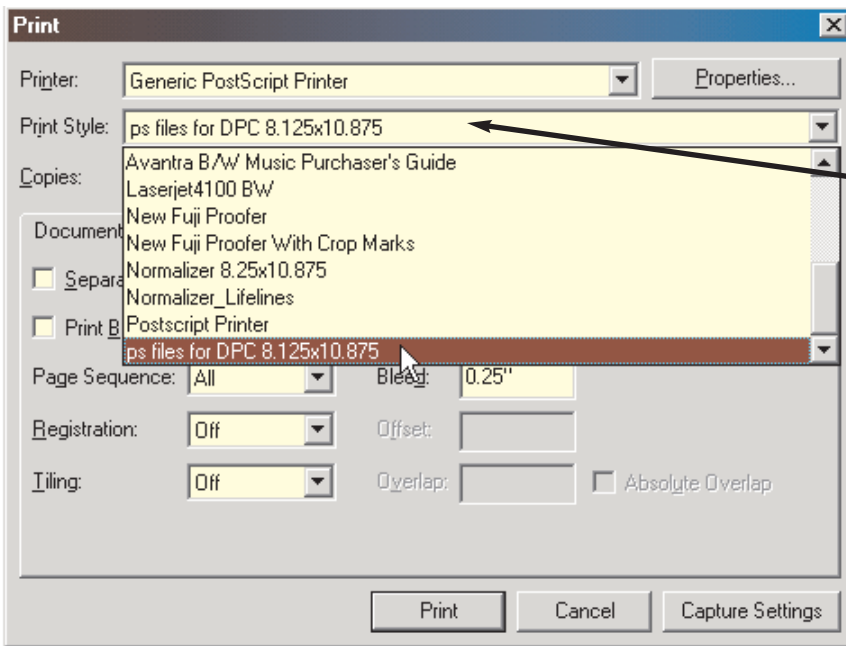 Print
Printer: Generic PostScript Printer Properties...
Print Style: ps files for DPC 8.125x10.875
Copies:
Avantra B/W Music Purchaser's Guide
Laserjet4100 BW
New Fuji Proofer
New Fuji Proofer With Crop Marks
Normalizer 8.25x10.875
Normalizer_Lifelines
Postscript Printer
ps files for DPC 8.125x10.875
Document
Separa
Print B
Page Sequence: All Bleed: 0.25"
Registration: Off Offset:
Tiling: Off Overlap: Absolute Overlap
Print Cancel Capture Settings